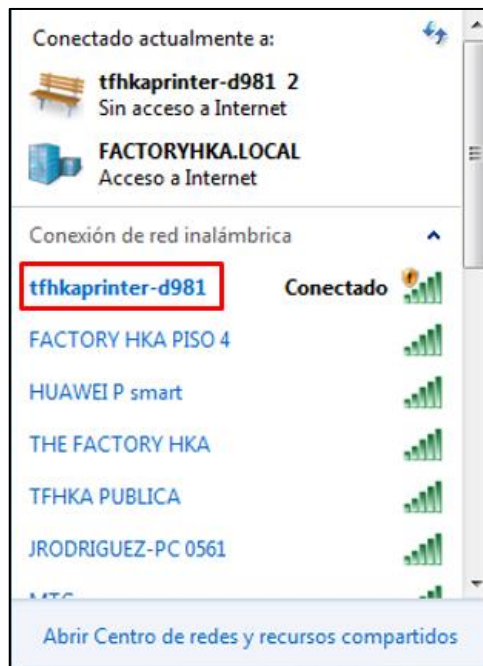 Conectado actualmente a:
tfhkaprinter-d981 2
Sin acceso a Internet
FACTORYHKA.LOCAL
Acceso a Internet
Conexión de red inalámbrica
tfhkaprinter-d981 Conectado
FACTORY HKA PISO 4
HUAWEI P smart
THE FACTORY HKA
TFHKA PUBLICA
JRODRIGUEZ-PC 0561
Abrir Centro de redes y recursos compartidos